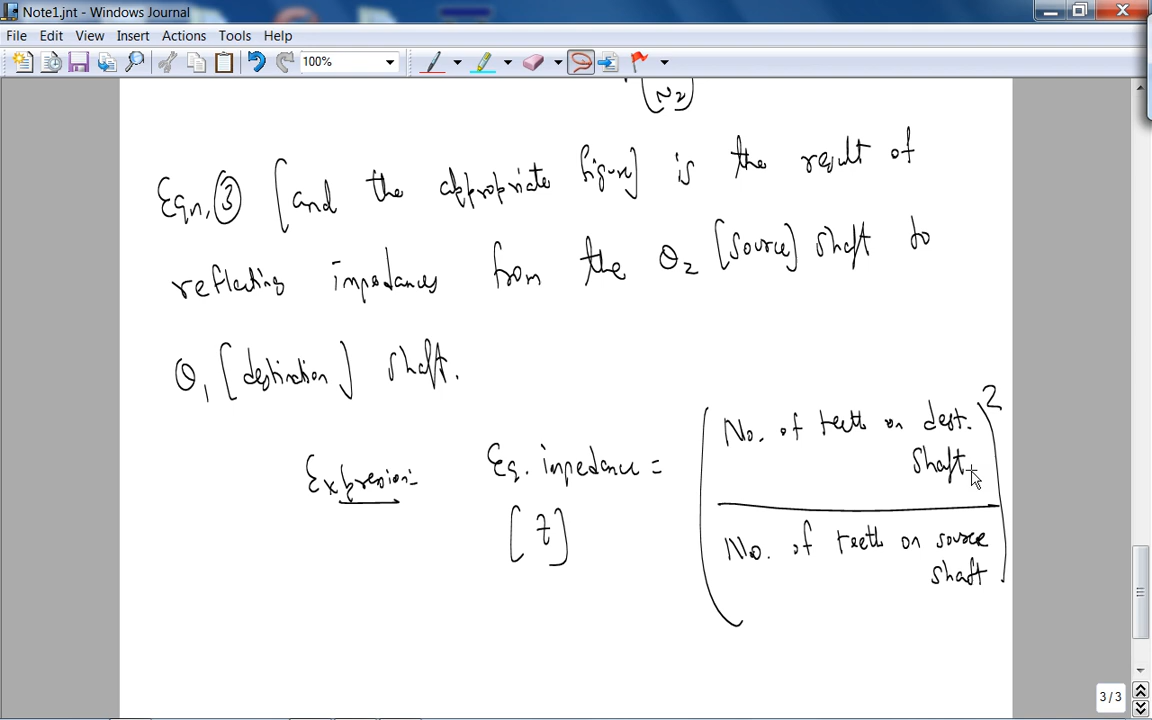 Note1.jnt - Windows Journal
File Edit View Insert Actions Tools Help
100%
(N2)
Eqn. (3) [and the appropriate figure] is the result of
reflecting impedances from the θ2 [source] shaft to
θ1 [destination] shaft.
Expression:- Eq. impedance = (No. of teeth on dest. shaft / No. of teeth on source shaft)^2
[Z]
3 / 3